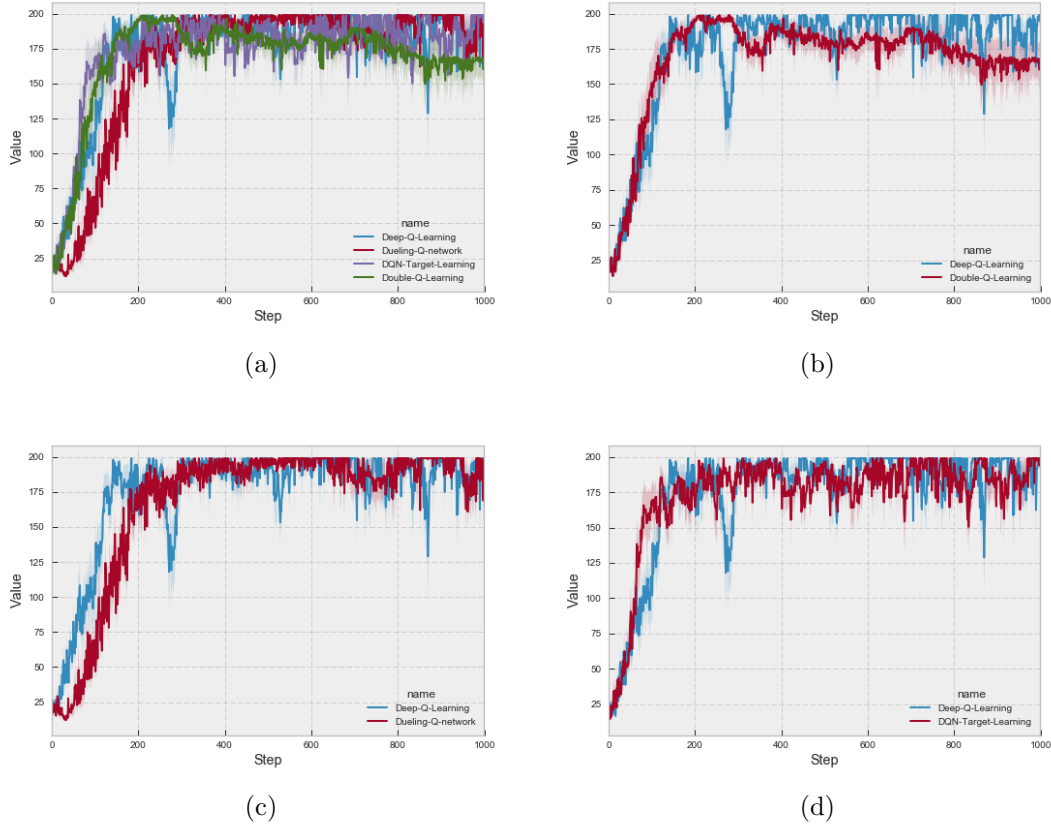 200
175
150
125
100
75
50
25
Value
name
Deep-Q-Learning
Dueling-Q-network
DQN-Target-Learning
Double-Q-Learning
0 200 400 600 800 1000
Step
(a)
200
175
150
125
100
75
50
25
Value
name
Deep-Q-Learning
Double-Q-Learning
0 200 400 600 800 1000
Step
(b)
200
175
150
125
100
75
50
25
Value
name
Deep-Q-Learning
Dueling-Q-network
0 200 400 600 800 1000
Step
(c)
200
175
150
125
100
75
50
25
Value
name
Deep-Q-Learning
DQN-Target-Learning
0 200 400 600 800 1000
Step
(d)